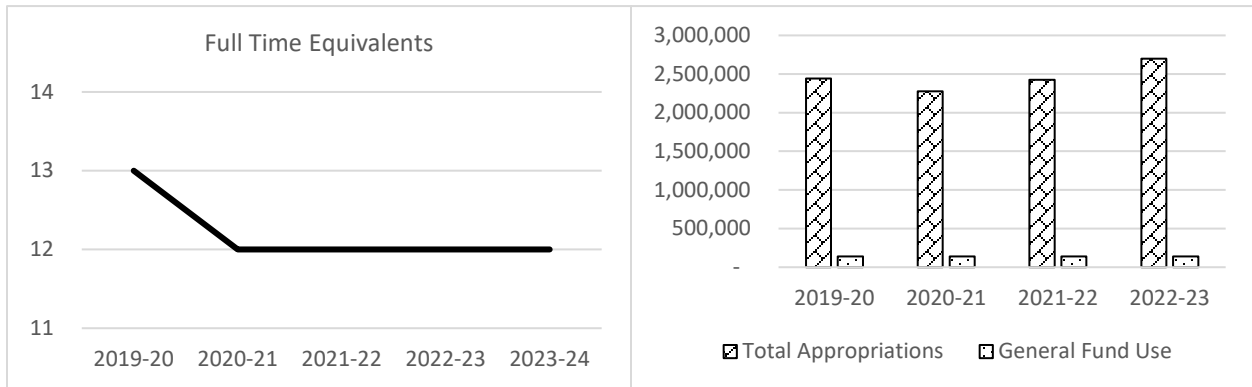 Full Time Equivalents
14
13
12
11
2019-20 2020-21 2021-22 2022-23 2023-24
3,000,000
2,500,000
2,000,000
1,500,000
1,000,000
500,000
-
2019-20 2020-21 2021-22 2022-23
Total Appropriations General Fund Use